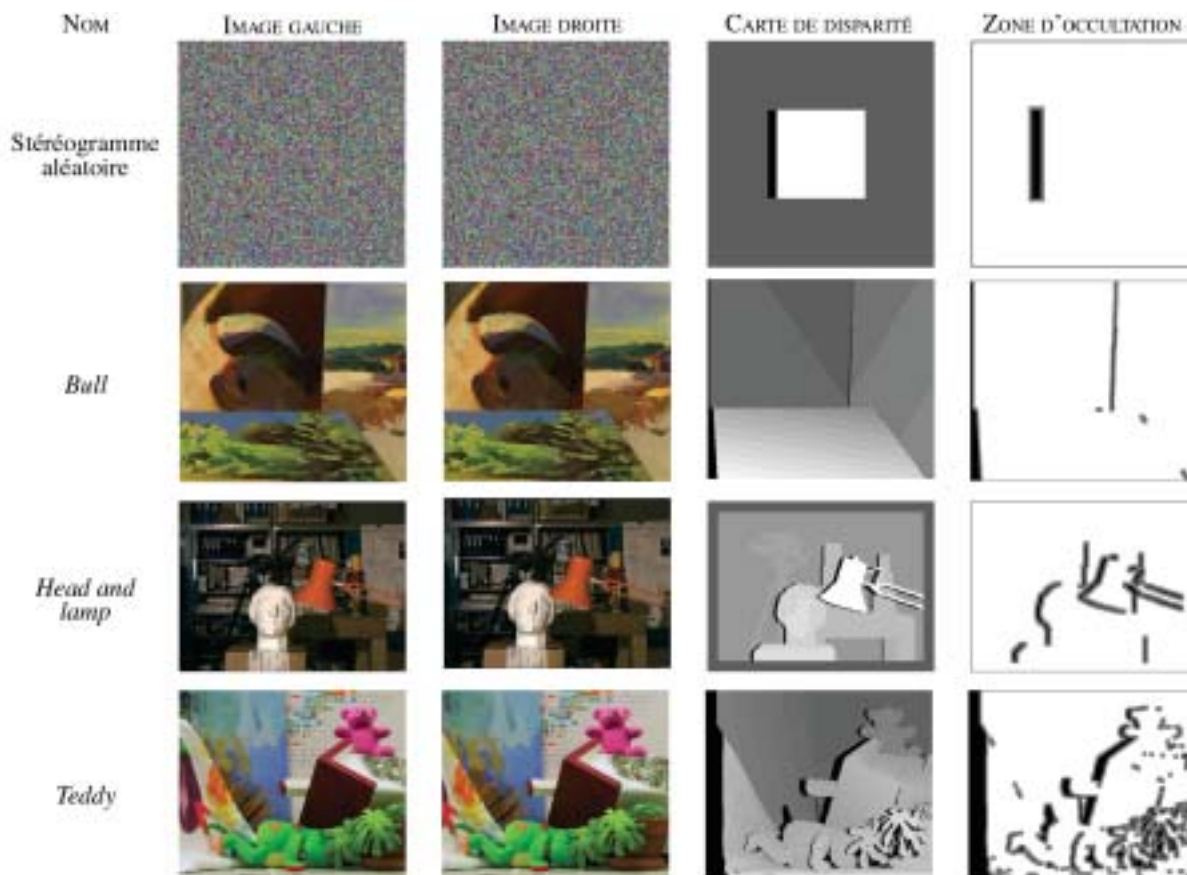 NOM IMAGE GAUCHE IMAGE DROITE CARTE DE DISPARITÉ ZONE D'OCCULTATION
Stéréogramme
aléatoire
Bull
Head and
lamp
Teddy